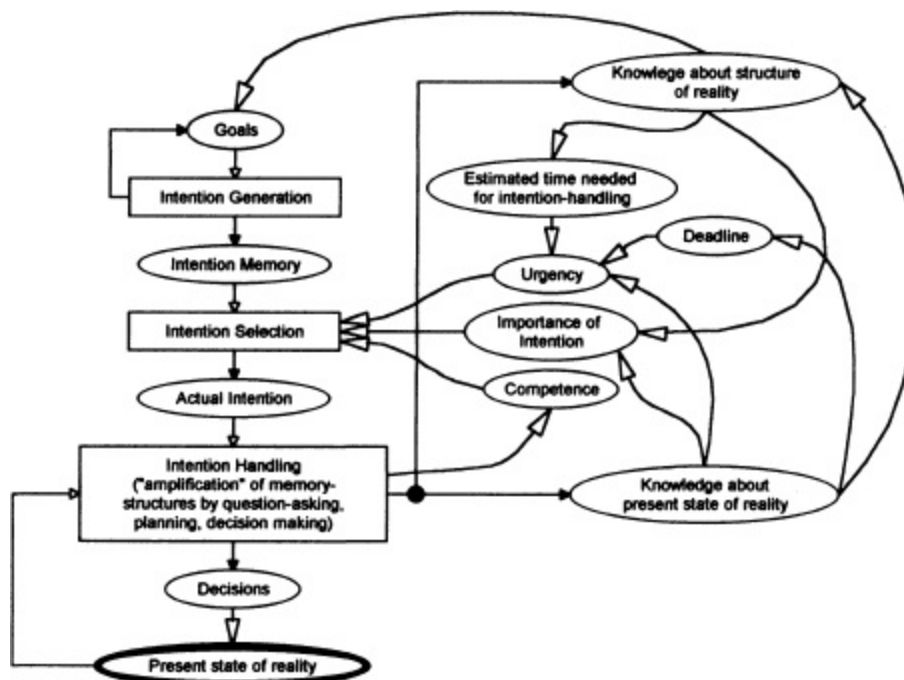 Knowlege about structure
of reality
Goals
Estimated time needed
for intention-handling
Intention Generation
Deadline
Intention Memory
Urgency
Intention Selection
Importance of
Intention
Competence
Actual Intention
Intention Handling
("amplification" of memory-
structures by question-asking,
planning, decision making)
Knowledge about
present state of reality
Decisions
Present state of reality